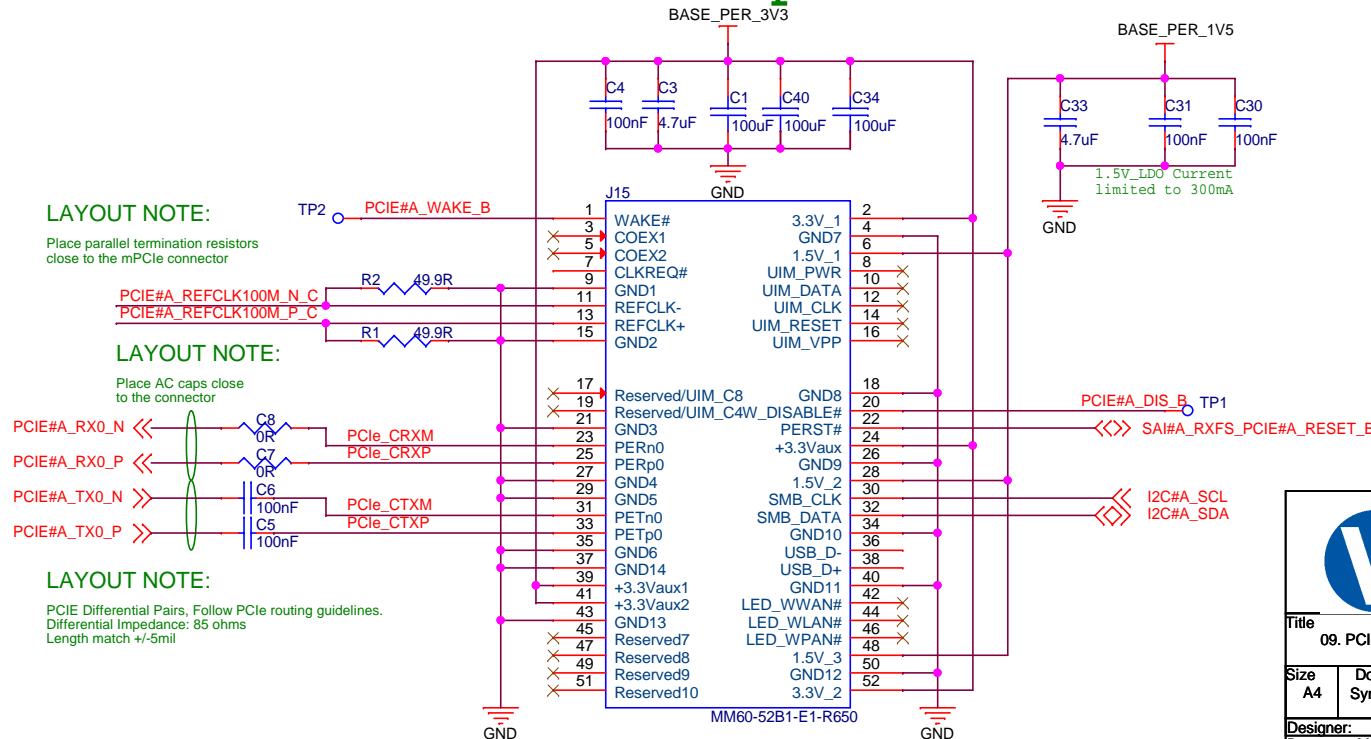 BASE_PER_3V3
BASE_PER_1V5
C4
100nF
C3
4.7uF
C1
100uF
C40
100uF
C34
100uF
GND
C33
4.7uF
C31
100nF
C30
100nF
1.5V_LDO Current
limited to 300mA
GND
LAYOUT NOTE:
Place parallel termination resistors
close to the mPCIe connector
TP2
PCIE#A_WAKE_B
R2 49.9R
PCIE#A_REFCLK100M_N_C
PCIE#A_REFCLK100M_P_C
R1 49.9R
LAYOUT NOTE:
Place AC caps close
to the connector
PCIE#A_RX0_N
C8
0R
PCIe_CRXM
PCIE#A_RX0_P
C7
0R
PCIe_CRXP
PCIE#A_TX0_N
C6
100nF
PCIe_CTXM
PCIE#A_TX0_P
C5
100nF
PCIe_CTXP
LAYOUT NOTE:
PCIE Differential Pairs, Follow PCIe routing guidelines.
Differential Impedance: 85 ohms
Length match +/-5mil
J15
1 WAKE# 3.3V_1 2
3 COEX1 GND7 4
5 COEX2 1.5V_1 6
7 CLKREQ# UIM_PWR 8
9 GND1 UIM_DATA 10
11 REFCLK- UIM_CLK 12
13 REFCLK+ UIM_RESET 14
15 GND2 UIM_VPP 16
17 Reserved/UIM_C8 GND8 18
19 Reserved/UIM_C4 W_DISABLE# 20
21 GND3 PERST# 22
23 PERn0 +3.3Vaux 24
25 PERp0 GND9 26
27 GND4 1.5V_2 28
29 GND5 SMB_CLK 30
31 PETn0 SMB_DATA 32
33 PETp0 GND10 34
35 GND6 USB_D- 36
37 GND14 USB_D+ 38
39 +3.3Vaux1 GND11 40
41 +3.3Vaux2 LED_WWAN# 42
43 GND13 LED_WLAN# 44
45 Reserved7 LED_WPAN# 46
47 Reserved8 1.5V_3 48
49 Reserved9 GND12 50
51 Reserved10 3.3V_2 52
MM60-52B1-E1-R650
GND
GND
PCIE#A_DIS_B
TP1
SAI#A_RXFS_PCIE#A_RESET_B
I2C#A_SCL
I2C#A_SDA
Title
09. PCI
Size
A4
Designer: